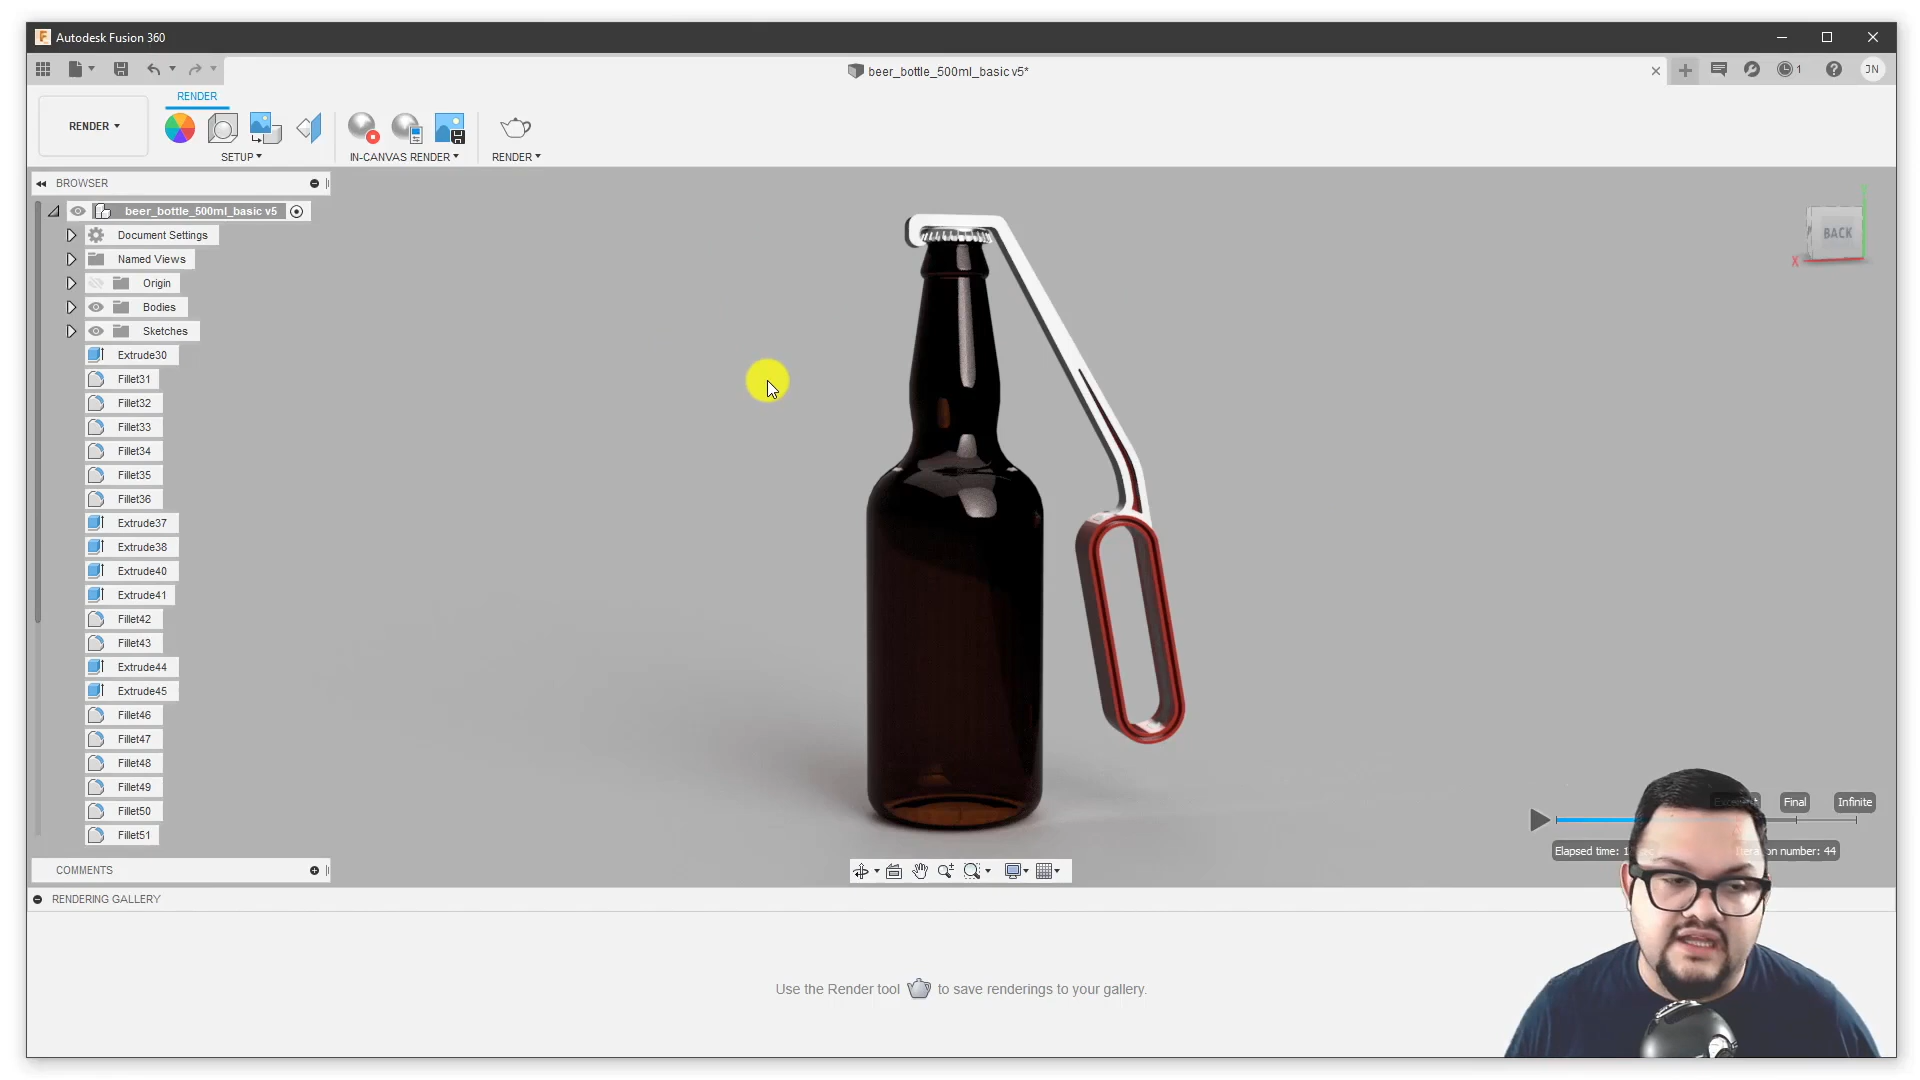 Autodesk Fusion 360
beer_bottle_500ml_basic v5*
1
JN
RENDER
RENDER
SETUP
IN-CANVAS RENDER
RENDER
BROWSER
beer_bottle_500ml_basic v5
Document Settings
Named Views
Origin
Bodies
Sketches
Extrude30
Fillet31
Fillet32
Fillet33
Fillet34
Fillet35
Fillet36
Extrude37
Extrude38
Extrude40
Extrude41
Fillet42
Fillet43
Extrude44
Extrude45
Fillet46
Fillet47
Fillet48
Fillet49
Fillet50
Fillet51
BACK
X
Final
Infinite
Elapsed time:
number: 44
COMMENTS
RENDERING GALLERY
Use the Render tool to save renderings to your gallery.